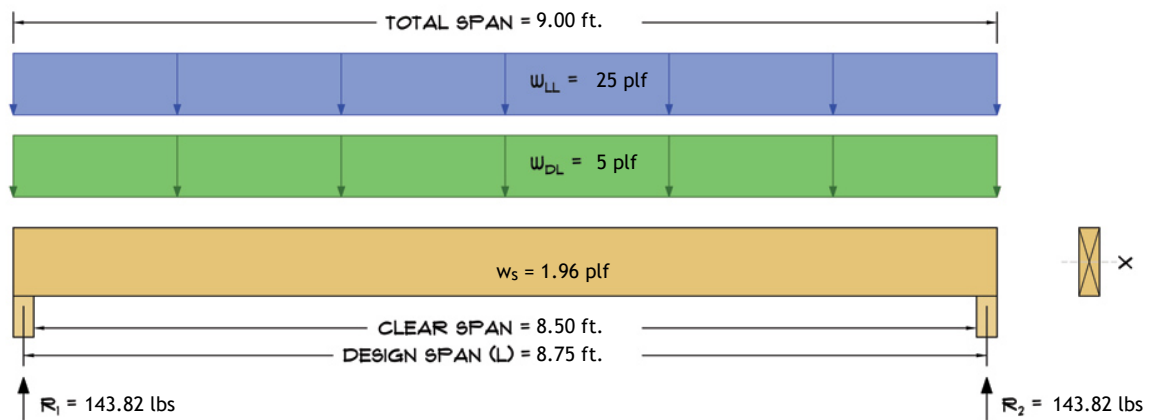 TOTAL SPAN = 9.00 ft.
WLL = 25 plf
WDL = 5 plf
ws = 1.96 plf
X
CLEAR SPAN = 8.50 ft.
DESIGN SPAN (L) = 8.75 ft.
R1 = 143.82 lbs
R2 = 143.82 lbs